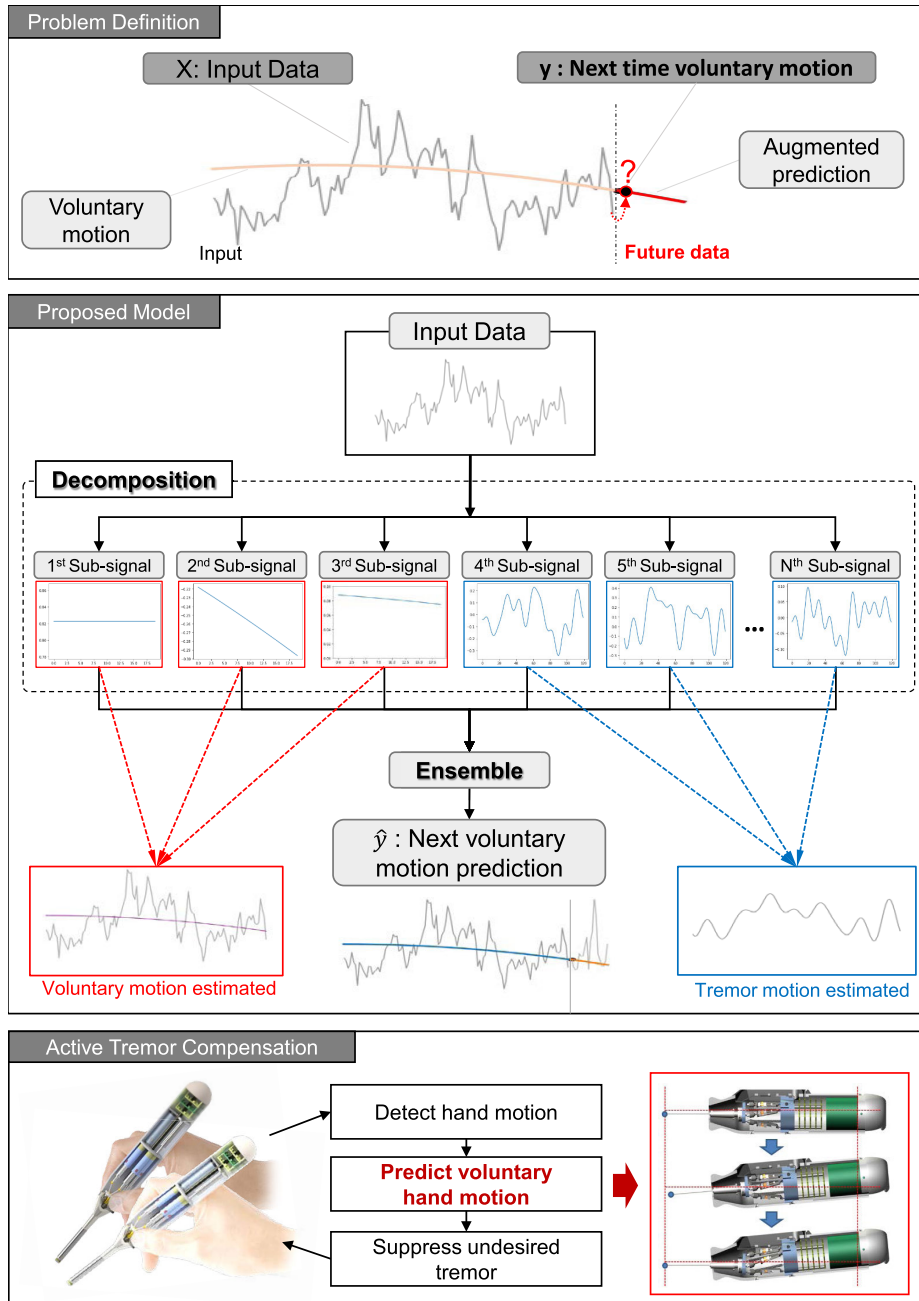 Problem Definition
X: Input Data
y : Next time voluntary motion
Augmented
prediction
?
Voluntary
motion
Input
Future data
Proposed Model
Input Data
Decomposition
1st Sub-signal
2nd Sub-signal
3rd Sub-signal
4th Sub-signal
5th Sub-signal
Nth Sub-signal
...
Ensemble
ŷ : Next voluntary
motion prediction
Voluntary motion estimated
Tremor motion estimated
Active Tremor Compensation
Detect hand motion
Predict voluntary
hand motion
Suppress undesired
tremor